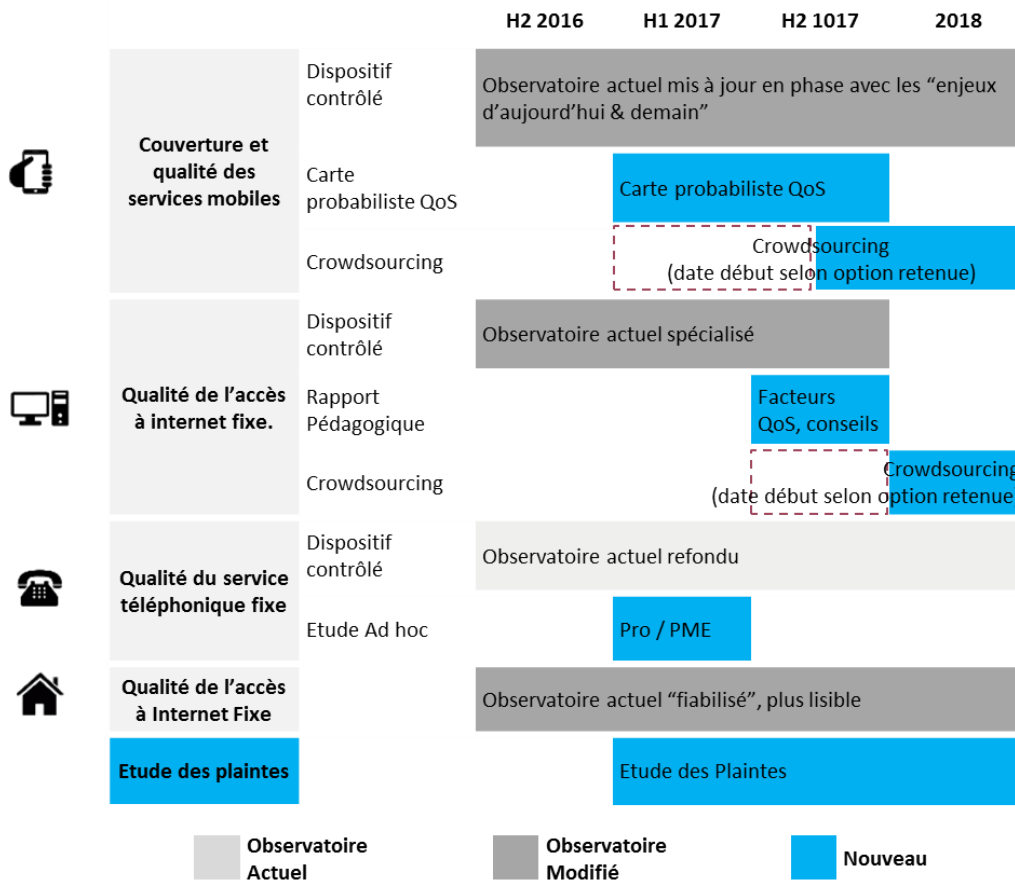 H2 2016
H1 2017
H2 1017
2018
Couverture et
qualité des
services mobiles
Dispositif
contrôlé
Observatoire actuel mis à jour en phase avec les “enjeux
d’aujourd’hui & demain”
Carte
probabiliste QoS
Carte probabiliste QoS
Crowdsourcing
Crowdsourcing
(date début selon option retenue)
Qualité de l’accès
à internet fixe.
Dispositif
contrôlé
Observatoire actuel spécialisé
Rapport
Pédagogique
Facteurs
QoS, conseils
Crowdsourcing
Crowdsourcing
(date début selon option retenue)
Qualité du service
téléphonique fixe
Dispositif
contrôlé
Observatoire actuel refondu
Etude Ad hoc
Pro / PME
Qualité de l’accès
à Internet Fixe
Observatoire actuel “fiabilisé”, plus lisible
Etude des plaintes
Etude des Plaintes
Observatoire
Actuel
Observatoire
Modifié
Nouveau